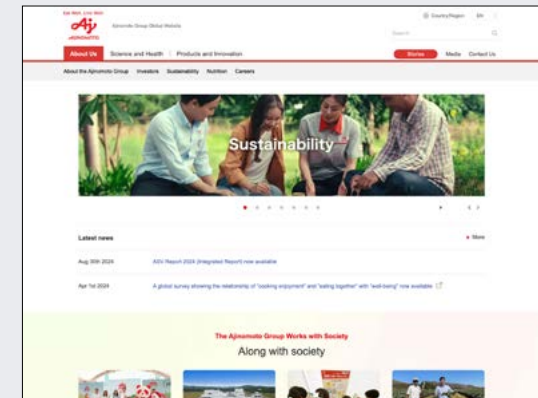 Eat Well, Live Well.
Aj
AJINOMOTO
Ajinomoto Group Global Website
Country/Region EN
Search
About Us Science and Health Products and Innovation
Stories Media Contact Us
About the Ajinomoto Group Investors Sustainability Nutrition Careers
Sustainability
Latest news
More
Aug 30th 2024 ASV Report 2024 (Integrated Report) now available
Apr 1st 2024 A global survey showing the relationship of "cooking enjoyment" and "eating together" with "well-being" now available
The Ajinomoto Group Works with Society
Along with society